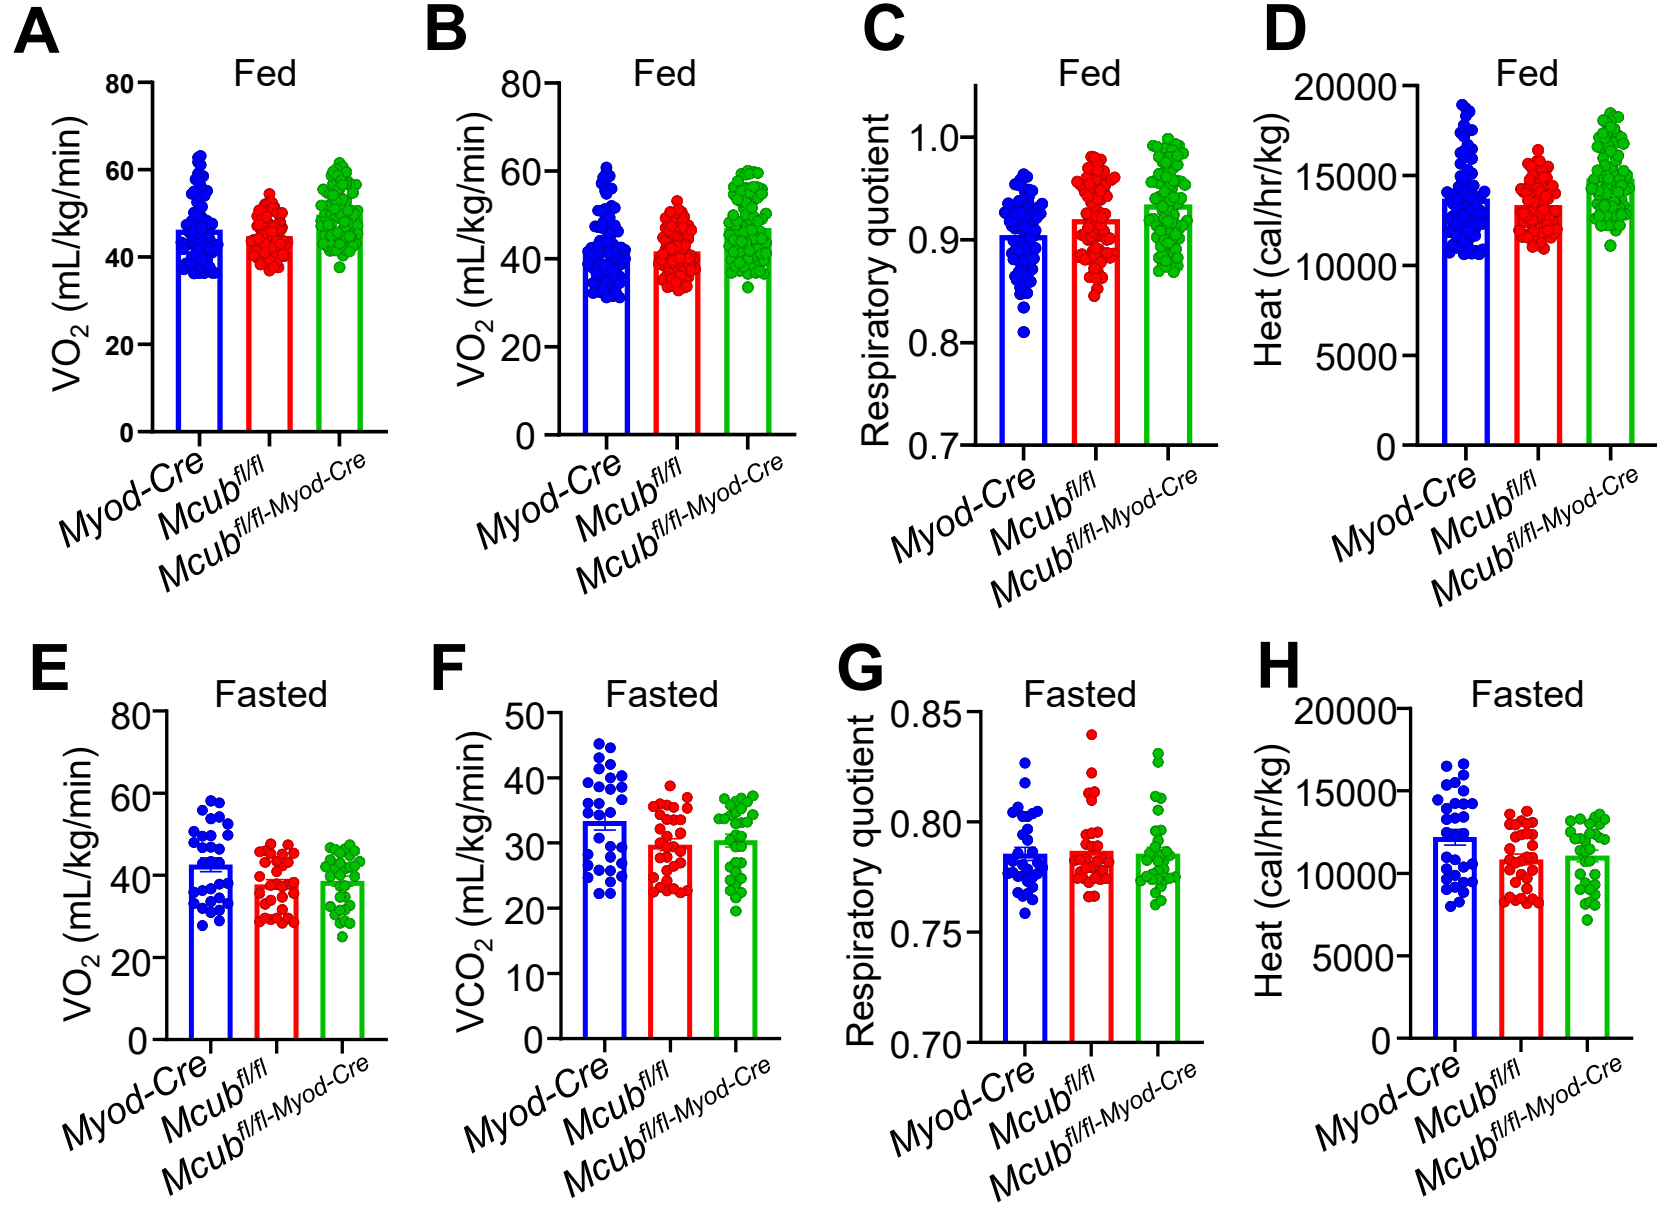 A
Fed
VO2 (mL/kg/min)
80
60
40
20
0
Myod-Cre
Mcubfl/fl
Mcubfl/fl-Myod-Cre
B
Fed
VO2 (mL/kg/min)
80
60
40
20
0
Myod-Cre
Mcubfl/fl
Mcubfl/fl-Myod-Cre
C
Fed
Respiratory quotient
1.0
0.9
0.8
0.7
Myod-Cre
Mcubfl/fl
Mcubfl/fl-Myod-Cre
D
Fed
Heat (cal/hr/kg)
20000
15000
10000
5000
0
Myod-Cre
Mcubfl/fl
Mcubfl/fl-Myod-Cre
E
Fasted
VO2 (mL/kg/min)
80
60
40
20
0
Myod-Cre
Mcubfl/fl
Mcubfl/fl-Myod-Cre
F
Fasted
VCO2 (mL/kg/min)
50
40
30
20
10
0
Myod-Cre
Mcubfl/fl
Mcubfl/fl-Myod-Cre
G
Fasted
Respiratory quotient
0.85
0.80
0.75
0.70
Myod-Cre
Mcubfl/fl
Mcubfl/fl-Myod-Cre
H
Fasted
Heat (cal/hr/kg)
20000
15000
10000
5000
0
Myod-Cre
Mcubfl/fl
Mcubfl/fl-Myod-Cre